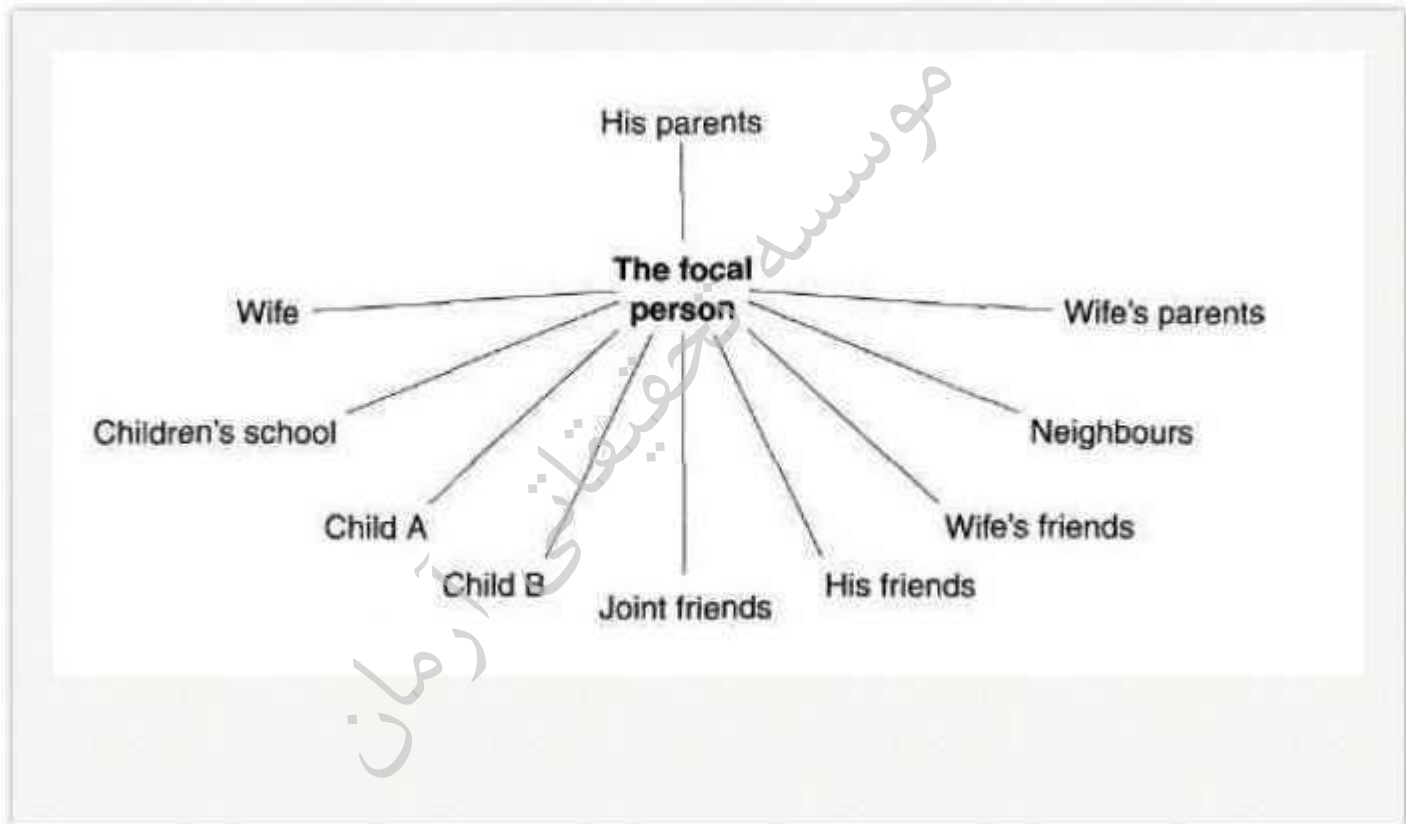 His parents
The focal
person
Wife
Wife's parents
Children's school
Neighbours
Child A
Wife's friends
Child B
His friends
Joint friends
موسسه تحقیقاتی آرمان